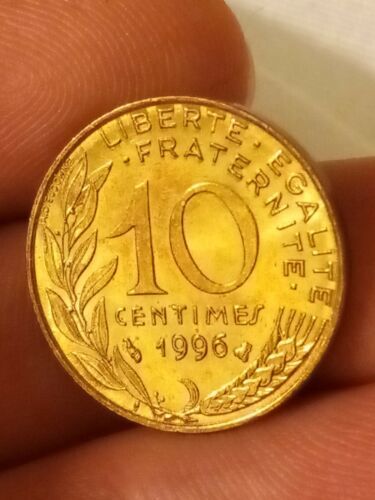 LIBERTE · EGALITE
· FRATERNITE ·
10
CENTIMES
1996